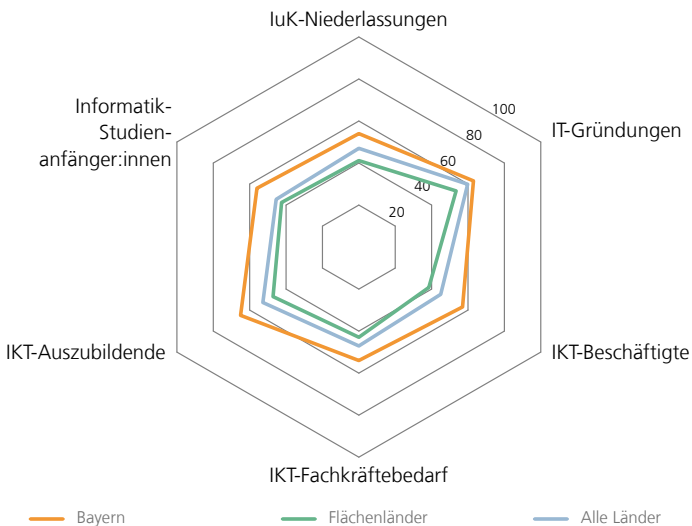 IuK-Niederlassungen
Informatik-
Studien-
anfänger:innen
100
IT-Gründungen
80
60
40
20
IKT-Auszubildende
IKT-Beschäftigte
IKT-Fachkräftebedarf
Bayern
Flächenländer
Alle Länder